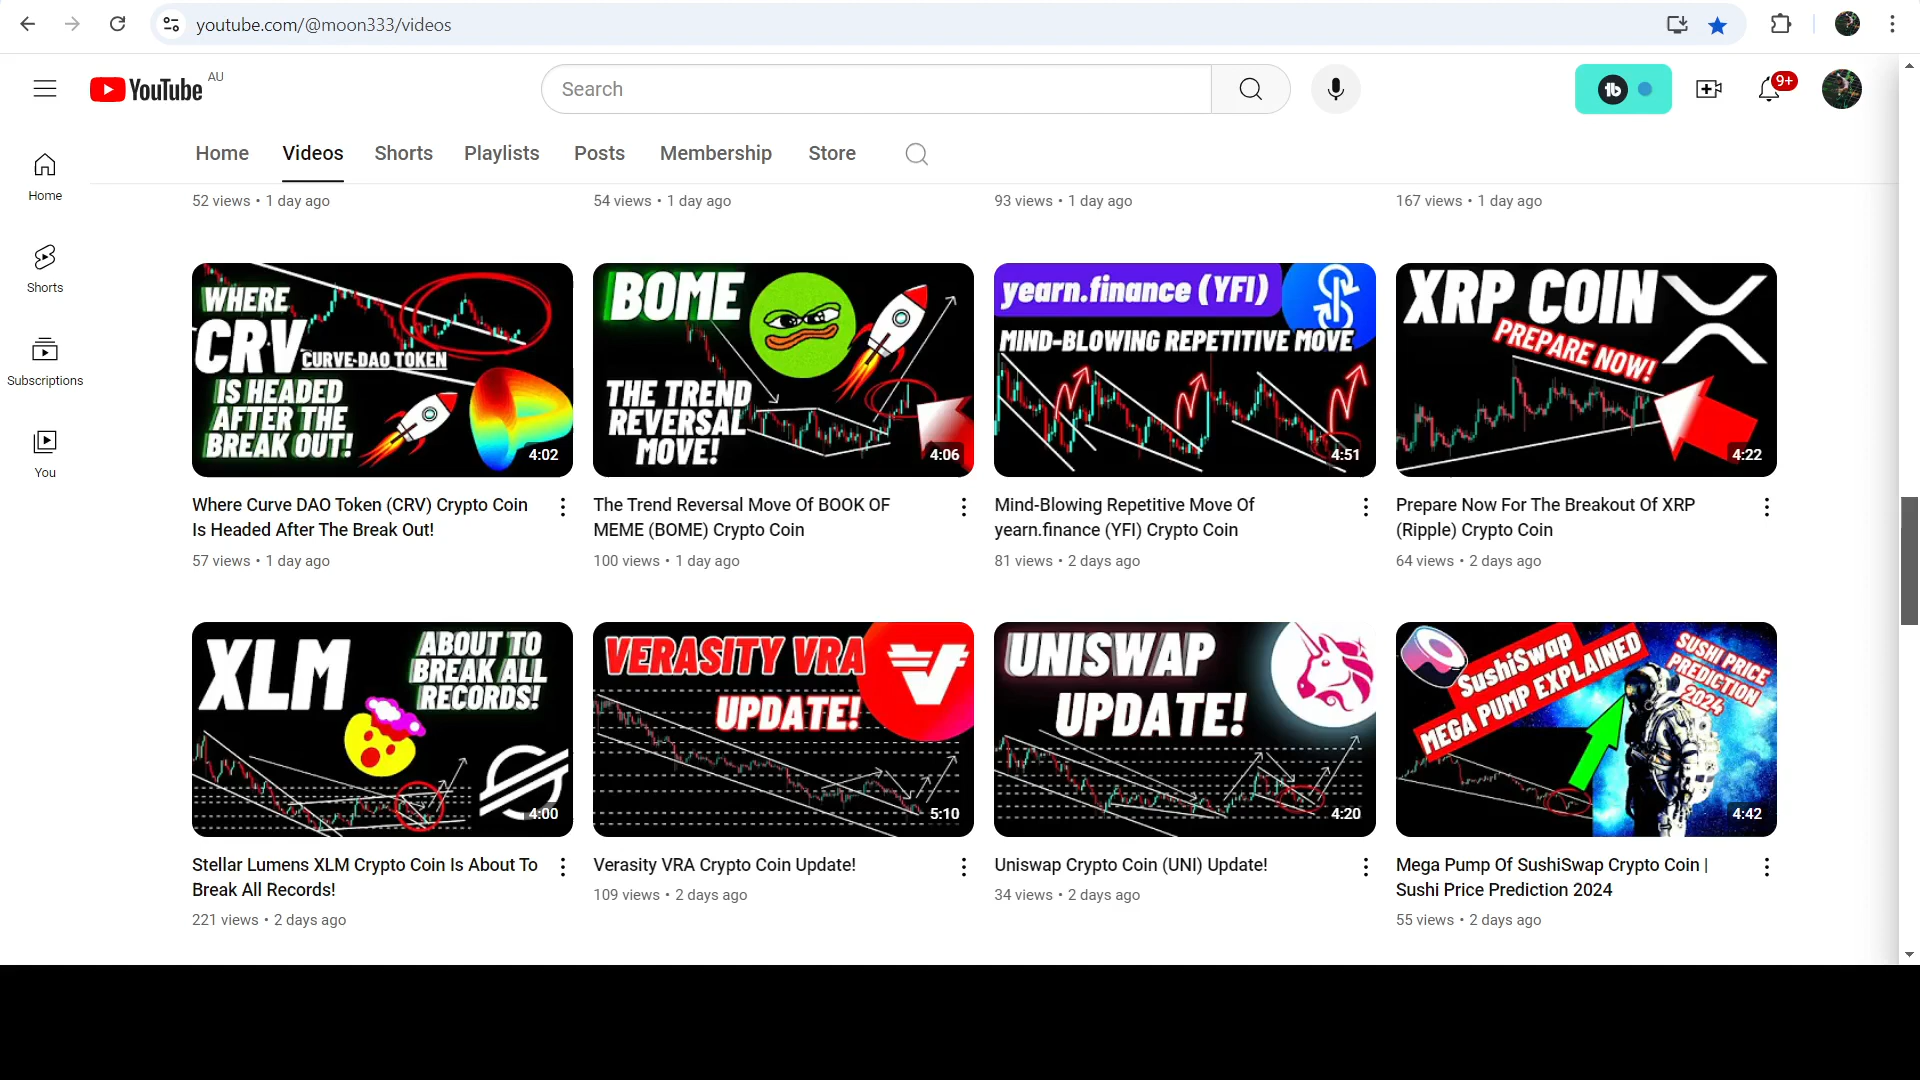 youtube.com/@moon333/videos
YouTube AU
Search
9+
Home
Videos
Shorts
Playlists
Posts
Membership
Store
Home
Shorts
Subscriptions
You
52 views • 1 day ago
54 views • 1 day ago
93 views • 1 day ago
167 views • 1 day ago
WHERE
CRV
CURVE-DAO TOKEN
IS HEADED
AFTER THE
BREAK OUT!
4:02
BOME
THE TREND
REVERSAL
MOVE!
4:06
yearn.finance (YFI)
MIND-BLOWING REPETITIVE MOVE
4:51
XRP COIN
PREPARE NOW!
4:22
Where Curve DAO Token (CRV) Crypto Coin
Is Headed After The Break Out!
57 views • 1 day ago
The Trend Reversal Move Of BOOK OF
MEME (BOME) Crypto Coin
100 views • 1 day ago
Mind-Blowing Repetitive Move Of
yearn.finance (YFI) Crypto Coin
81 views • 2 days ago
Prepare Now For The Breakout Of XRP
(Ripple) Crypto Coin
64 views • 2 days ago
XLM
ABOUT TO
BREAK ALL
RECORDS!
4:00
VERASITY VRA
UPDATE!
5:10
UNISWAP
UPDATE!
4:20
SushiSwap
MEGA PUMP EXPLAINED
SUSHI PRICE
PREDICTION
2024
4:42
Stellar Lumens XLM Crypto Coin Is About To
Break All Records!
221 views • 2 days ago
Verasity VRA Crypto Coin Update!
109 views • 2 days ago
Uniswap Crypto Coin (UNI) Update!
34 views • 2 days ago
Mega Pump Of SushiSwap Crypto Coin |
Sushi Price Prediction 2024
55 views • 2 days ago